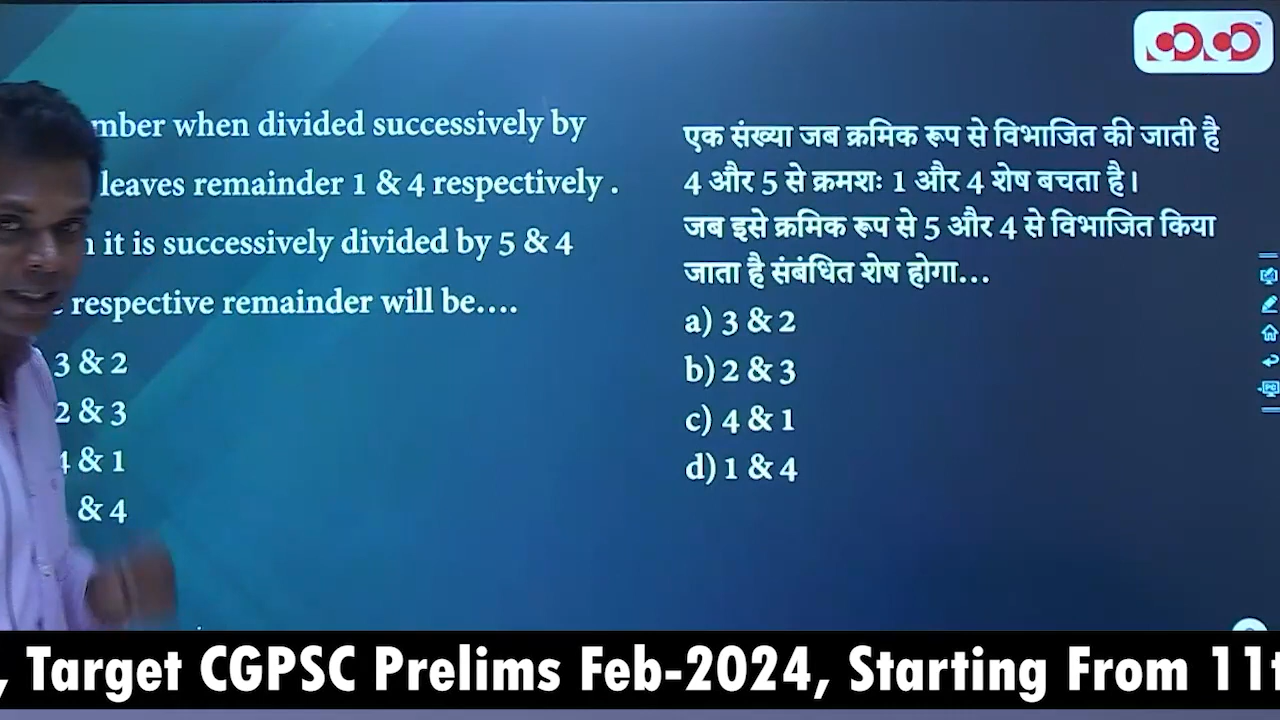 mber when divided successively by
leaves remainder 1 & 4 respectively .
it is successively divided by 5 & 4
respective remainder will be....
3 & 2
2 & 3
4 & 1
& 4
एक संख्या जब क्रमिक रूप से विभाजित की जाती है
4 और 5 से क्रमशः 1 और 4 शेष बचता है।
जब इसे क्रमिक रूप से 5 और 4 से विभाजित किया
जाता है संबंधित शेष होगा...
a) 3 & 2
b) 2 & 3
c) 4 & 1
d) 1 & 4
, Target CGPSC Prelims Feb-2024, Starting From 11